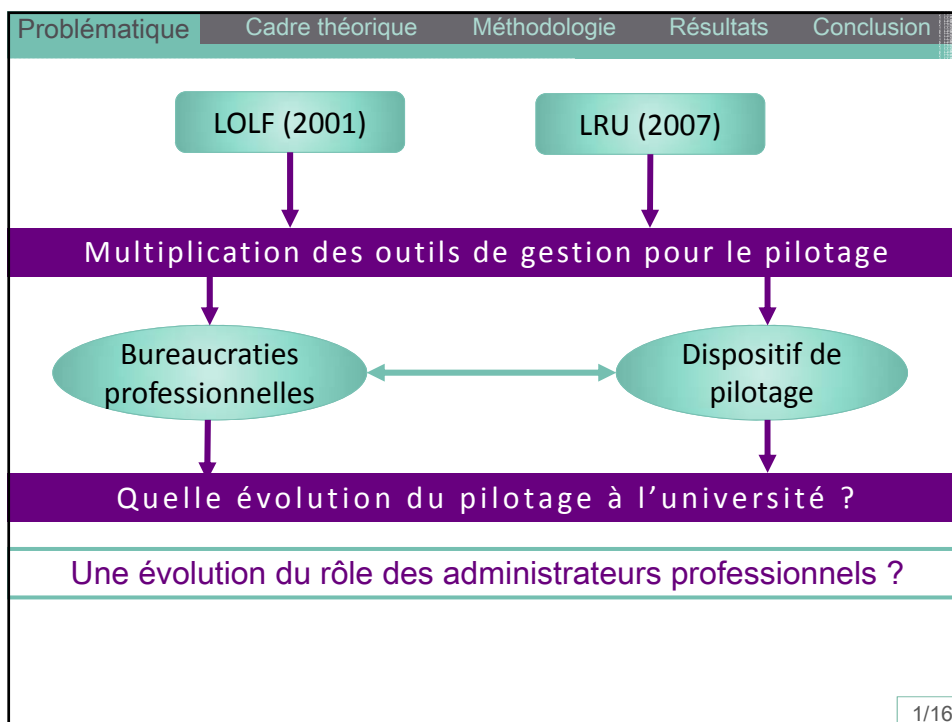 Problématique Cadre théorique Méthodologie Résultats Conclusion
LOLF (2001) LRU (2007)
Multiplication des outils de gestion pour le pilotage
Bureaucraties
professionnelles
Dispositif de
pilotage
Quelle évolution du pilotage à l’université ?
Une évolution du rôle des administrateurs professionnels ?
1/16